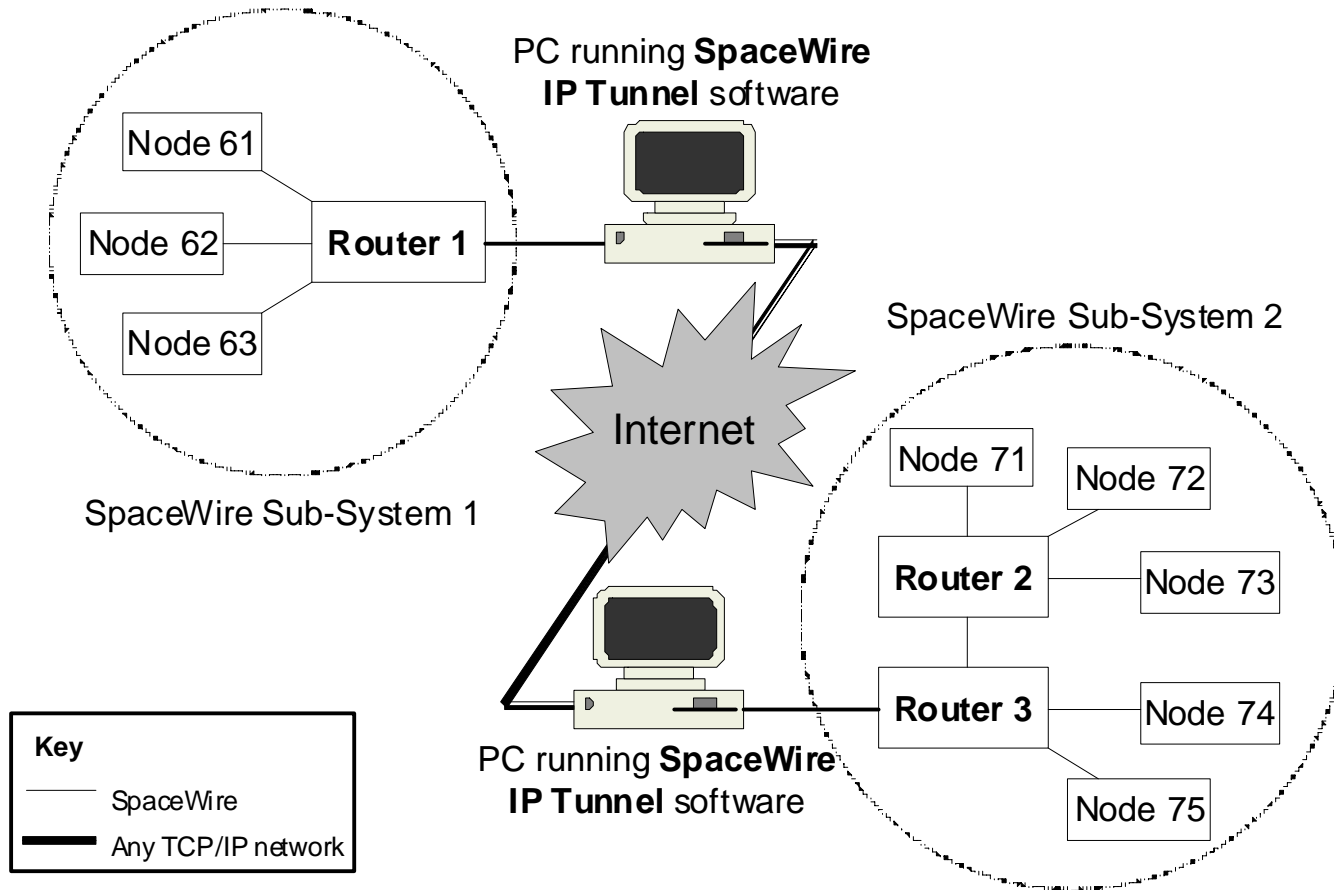 PC running SpaceWire
IP Tunnel software
Node 61
Node 62
Router 1
Node 63
SpaceWire Sub-System 1
Internet
SpaceWire Sub-System 2
Node 71
Node 72
Router 2
Node 73
Router 3
Node 74
Node 75
PC running SpaceWire
IP Tunnel software
Key
SpaceWire
Any TCP/IP network